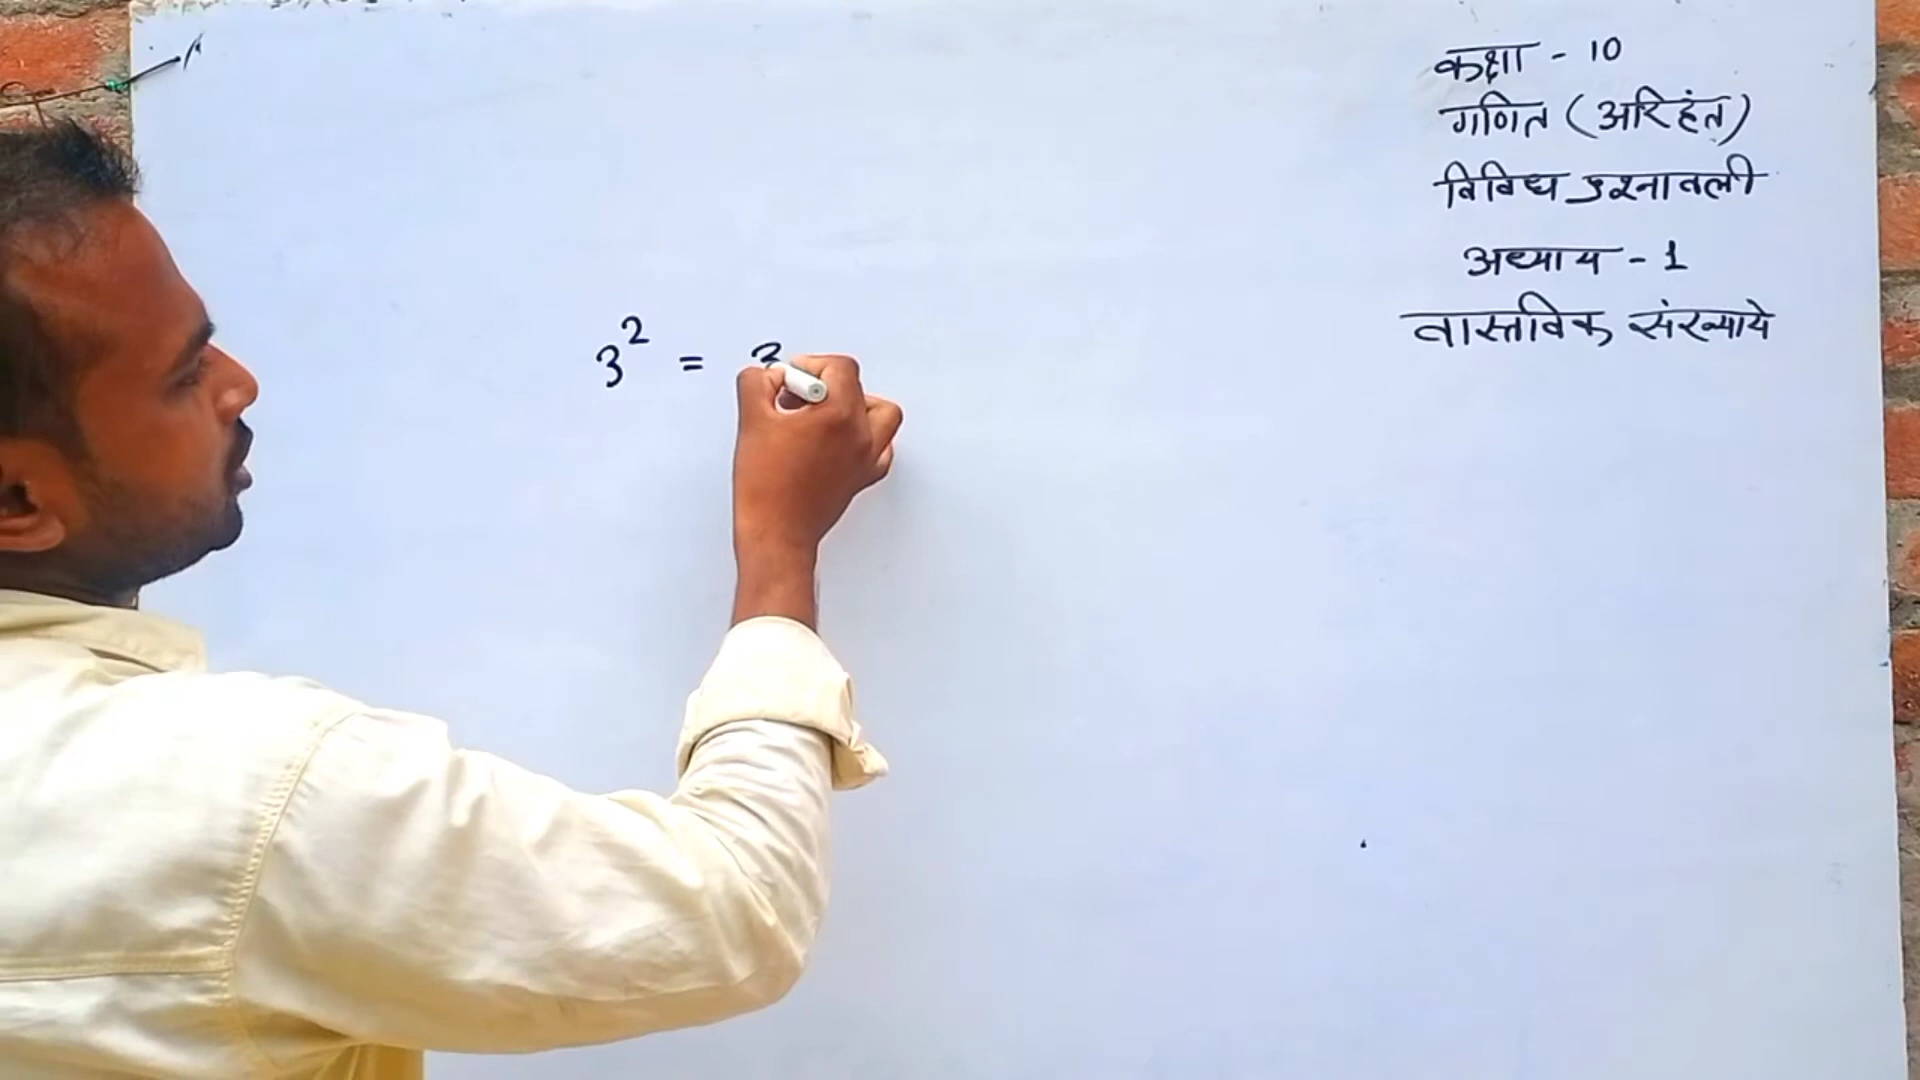 कक्षा - 10
गणित (अरिहंत)
विविध प्रश्नावली
अध्याय - 1
वास्तविक संख्याये
3² = 3